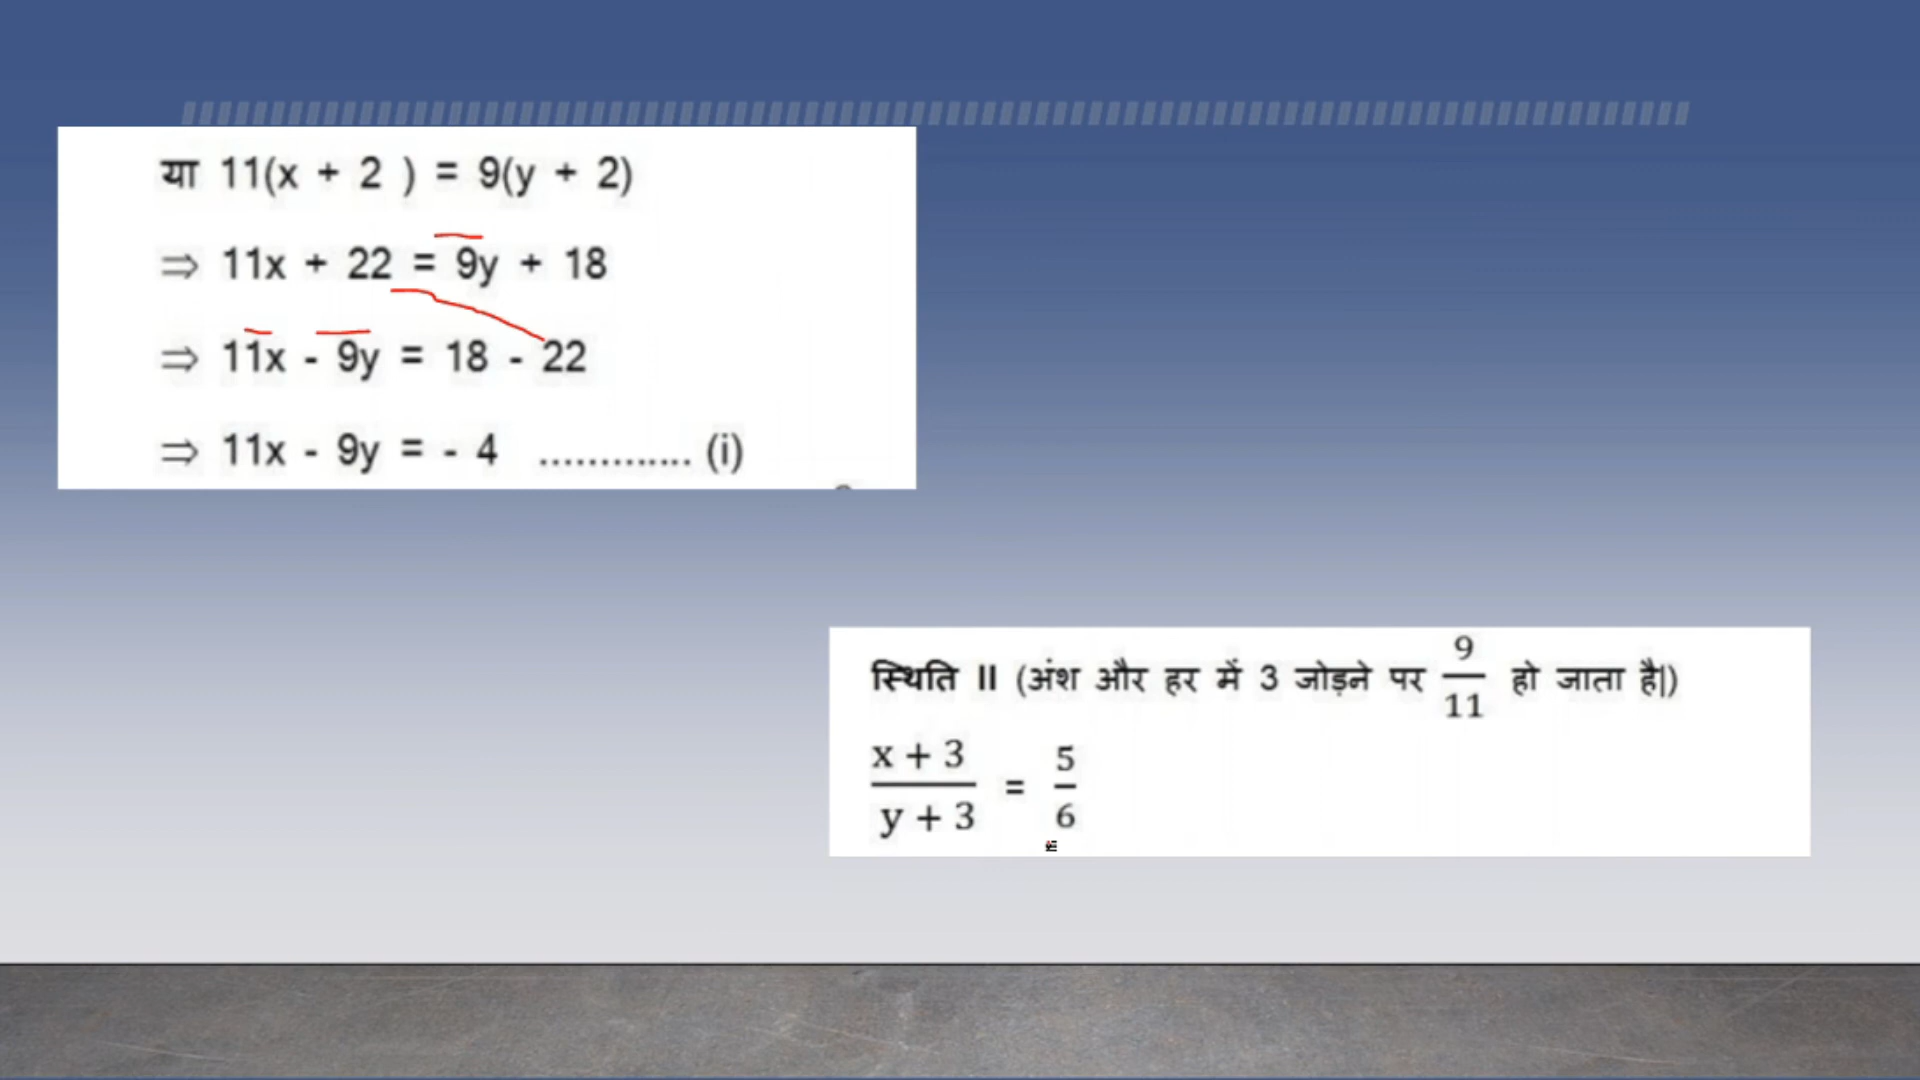 या 11(x + 2 ) = 9(y + 2)
⇒ 11x + 22 = 9y + 18
⇒ 11x - 9y = 18 - 22
⇒ 11x - 9y = - 4 ............. (i)
स्थिति II (अंश और हर में 3 जोड़ने पर 9/11 हो जाता है|)
(x + 3)/(y + 3) = 5/6